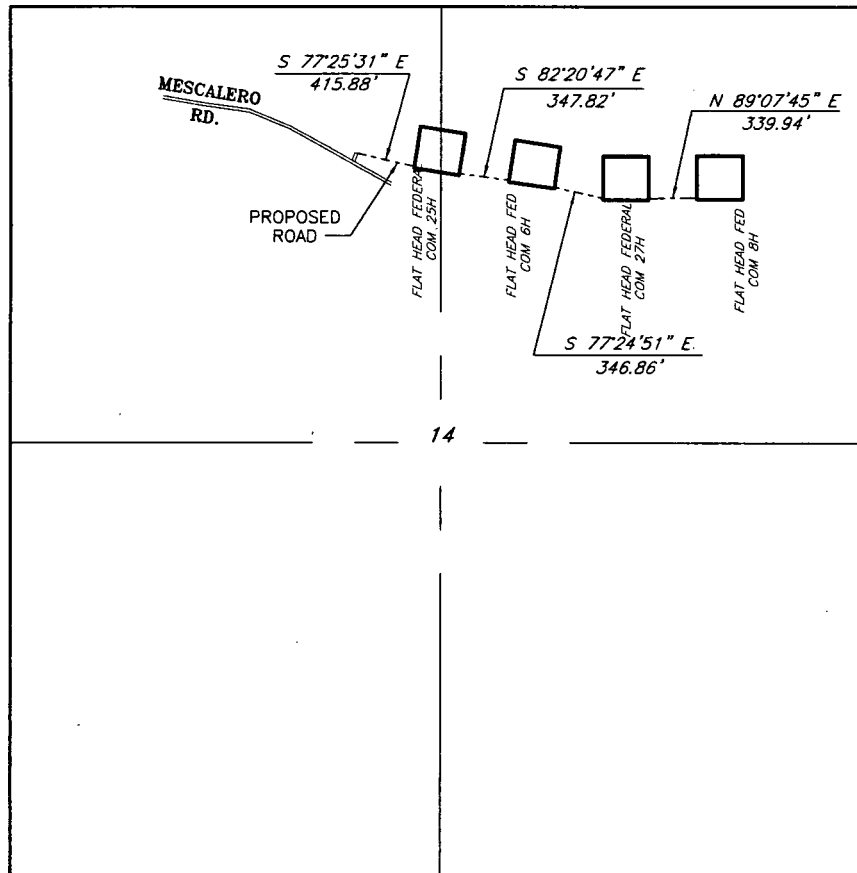 S 77°25'31" E
415.88'
S 82°20'47" E
347.82'
N 89°07'45" E
339.94'
MESCALERO
RD.
PROPOSED
ROAD
FLAT HEAD FEDERAL
COM 25H
FLAT HEAD FED
COM 6H
FLAT HEAD FEDERAL
COM 27H
FLAT HEAD FED
COM 8H
S 77°24'51" E
346.86'
14